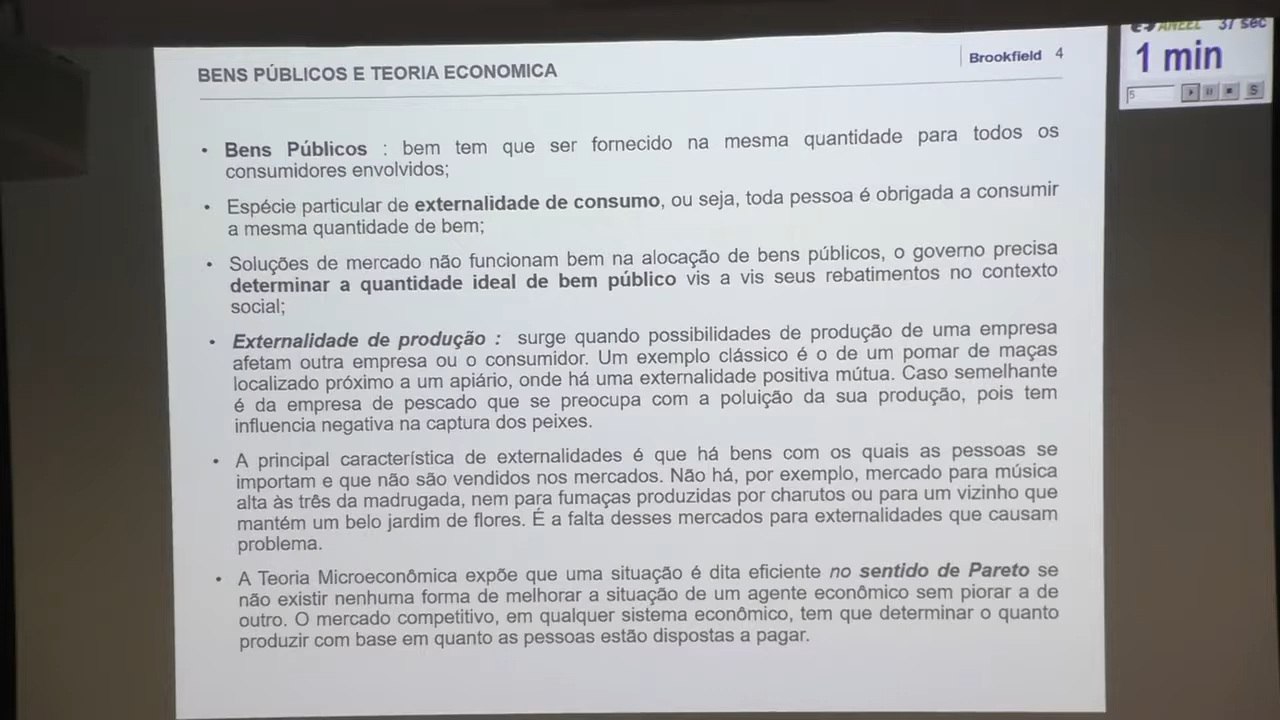 ANEEL 37 sec
1 min
5
S
Brookfield 4
BENS PÚBLICOS E TEORIA ECONOMICA
• Bens Públicos : bem tem que ser fornecido na mesma quantidade para todos os
consumidores envolvidos;
• Espécie particular de externalidade de consumo, ou seja, toda pessoa é obrigada a consumir
a mesma quantidade de bem;
• Soluções de mercado não funcionam bem na alocação de bens públicos, o governo precisa
determinar a quantidade ideal de bem público vis a vis seus rebatimentos no contexto
social;
• Externalidade de produção : surge quando possibilidades de produção de uma empresa
afetam outra empresa ou o consumidor. Um exemplo clássico é o de um pomar de maças
localizado próximo a um apiário, onde há uma externalidade positiva mútua. Caso semelhante
é da empresa de pescado que se preocupa com a poluição da sua produção, pois tem
influencia negativa na captura dos peixes.
• A principal característica de externalidades é que há bens com os quais as pessoas se
importam e que não são vendidos nos mercados. Não há, por exemplo, mercado para música
alta às três da madrugada, nem para fumaças produzidas por charutos ou para um vizinho que
mantém um belo jardim de flores. É a falta desses mercados para externalidades que causam
problema.
• A Teoria Microeconômica expõe que uma situação é dita eficiente no sentido de Pareto se
não existir nenhuma forma de melhorar a situação de um agente econômico sem piorar a de
outro. O mercado competitivo, em qualquer sistema econômico, tem que determinar o quanto
produzir com base em quanto as pessoas estão dispostas a pagar.